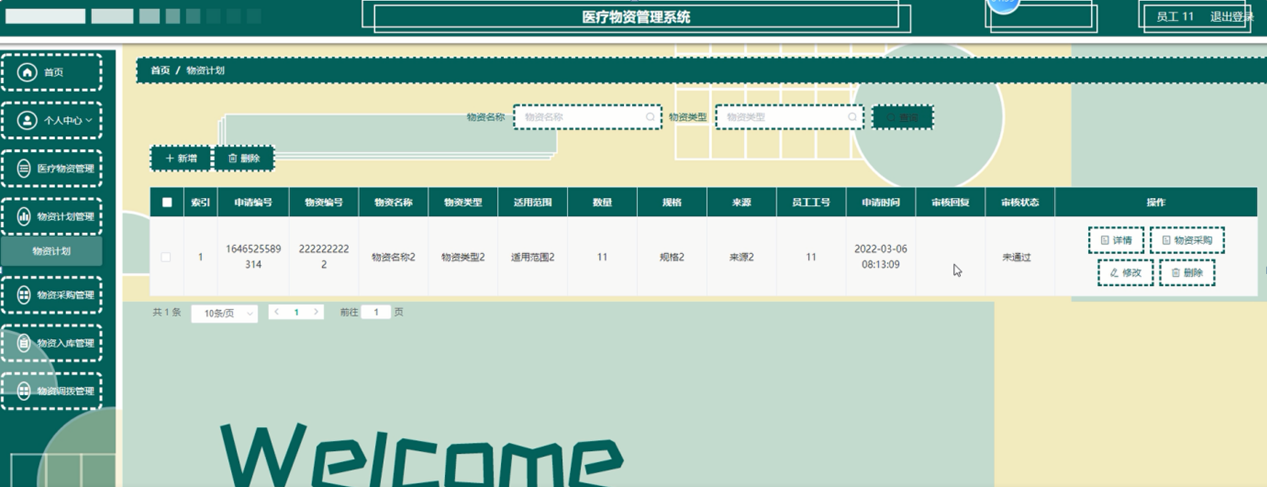 医疗物资管理系统
员工 11 退出登录
首页
个人中心
医疗物资管理
物资计划管理
物资计划
物资采购管理
物资入库管理
物资调拨管理
首页 / 物资计划
物资名称 物资名称 物资类型 物资类型 查询
新增 删除
索引 申请编号 物资编号 物资名称 物资类型 适用范围 数量 规格 来源 员工工号 申请时间 审核回复 审核状态 操作
1 1646525589314 2222222222 物资名称2 物资类型2 适用范围2 11 规格2 来源2 11 2022-03-06 08:13:09 未通过 详情 物资采购
修改 删除
共 1 条 10条/页 1 前往 1 页
Welcome